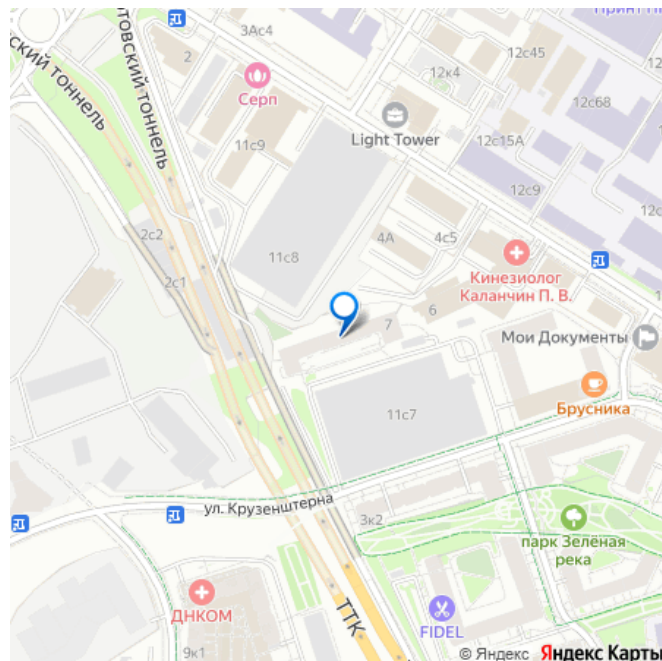 Принт
3Ас4
2
12к4
12с45
Серп
ский тоннель
товский тоннель
Light Tower
12с68
11с9
12с15А
12с9
2с2
4А
4с5
11с8
2с1
Кинезиолог
Каланчин П. В.
6
7
Мои Документы
11с7
Брусника
ул. Крузенштерна
3к2
парк Зелёная
река
ДНКОМ
ТТК
FIDEL
9к1
© Яндекс Яндекс Карты